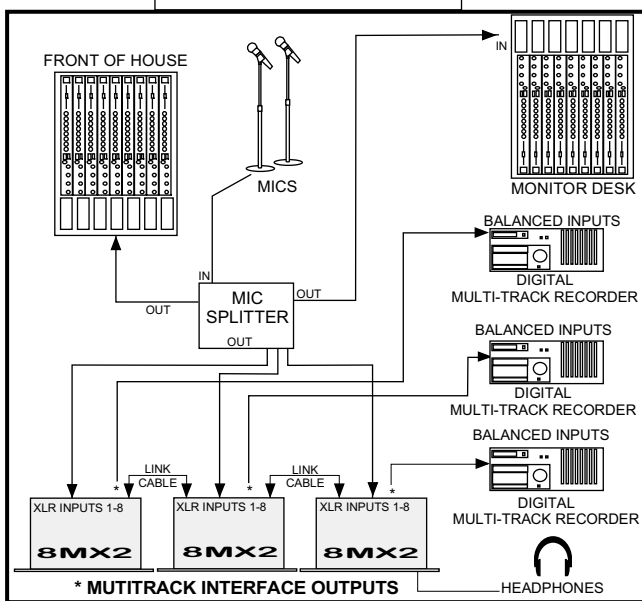 FRONT OF HOUSE
MICS
IN
MONITOR DESK
BALANCED INPUTS
DIGITAL
MULTI-TRACK RECORDER
IN
OUT
MIC
SPLITTER
OUT
OUT
BALANCED INPUTS
DIGITAL
MULTI-TRACK RECORDER
BALANCED INPUTS
DIGITAL
MULTI-TRACK RECORDER
* LINK
CABLE
* LINK
CABLE
*
XLR INPUTS 1-8
8MX2
XLR INPUTS 1-8
8MX2
XLR INPUTS 1-8
8MX2
* MUTITRACK INTERFACE OUTPUTS
HEADPHONES